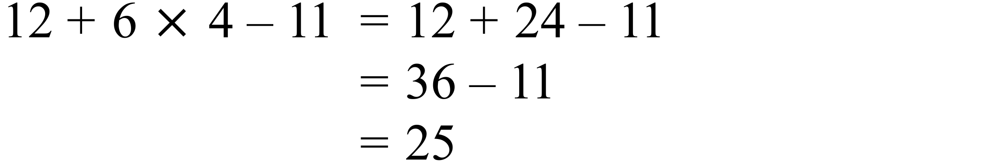 12 + 6 × 4 – 11 = 12 + 24 – 11
= 36 – 11
= 25